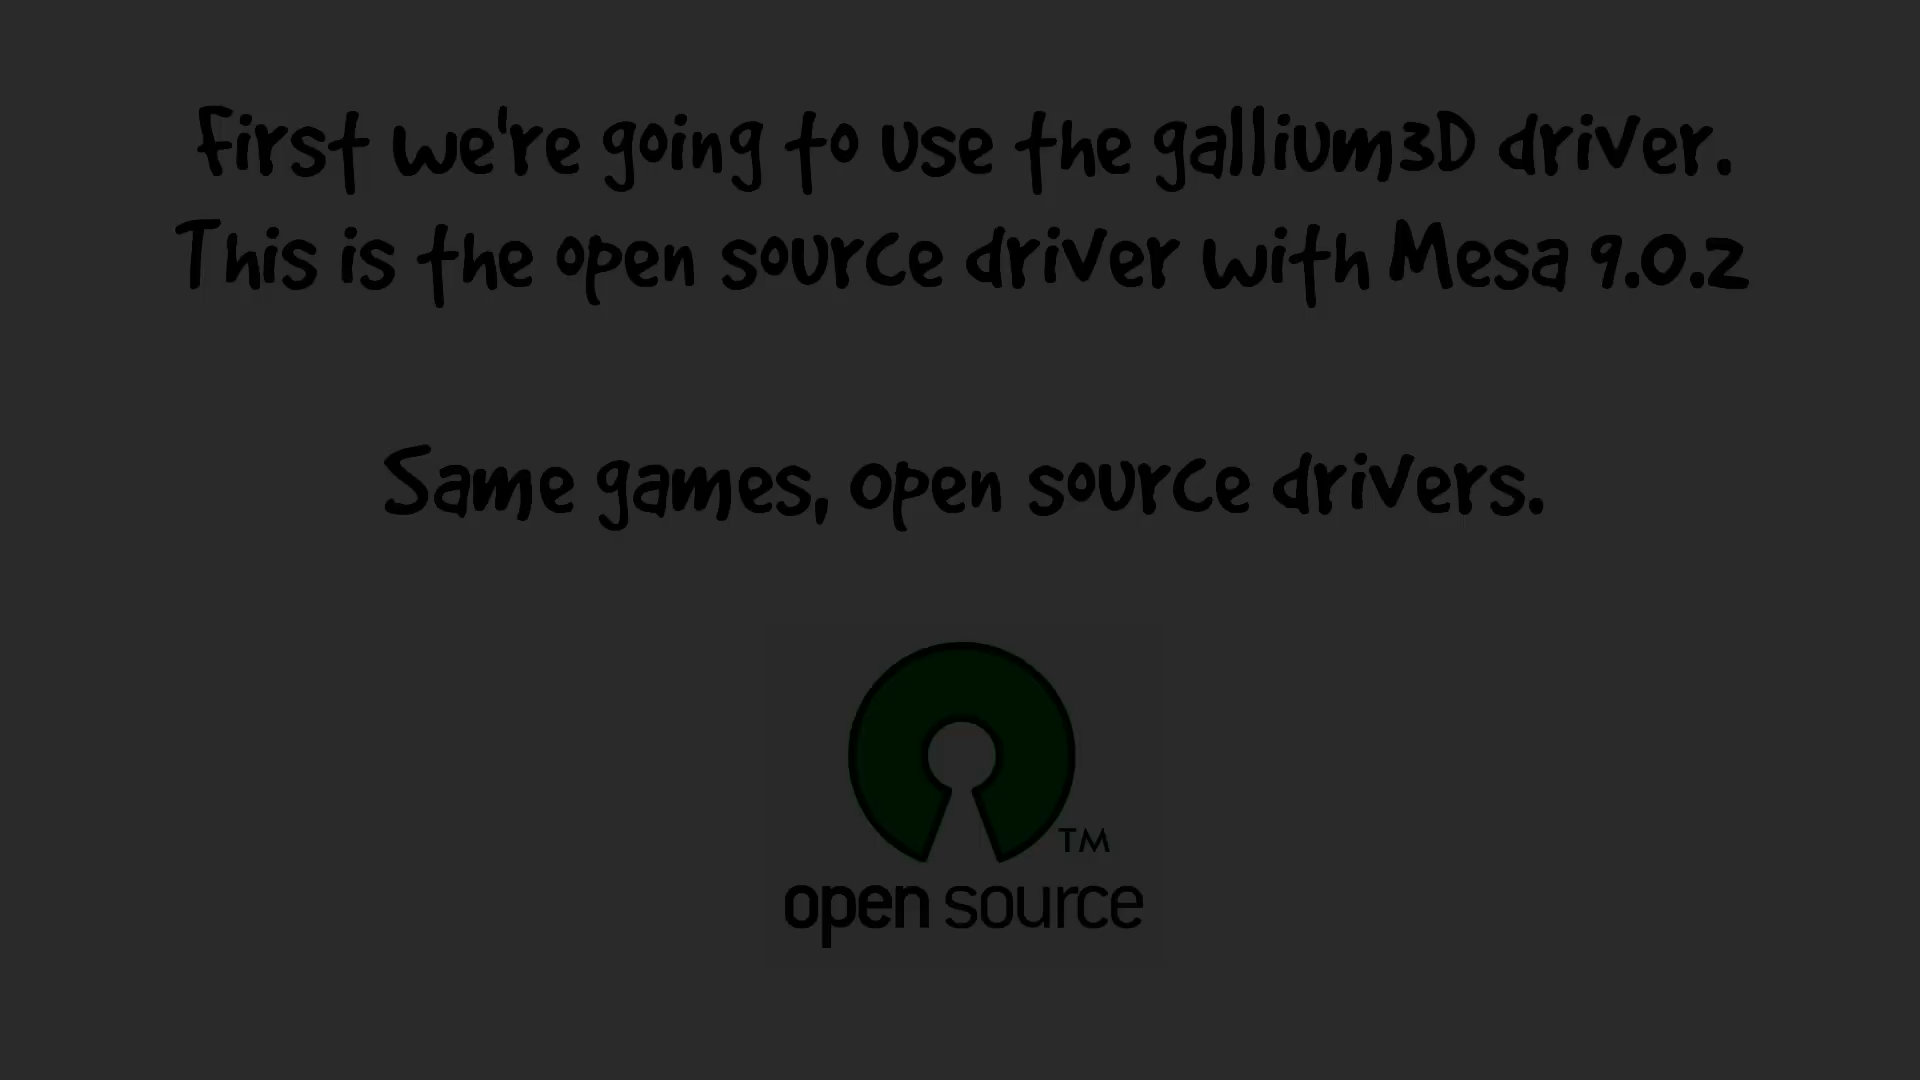 First we're going to use the gallium3D driver.
This is the open source driver with Mesa 9.0.2
Same games, open source drivers.
TM
open source